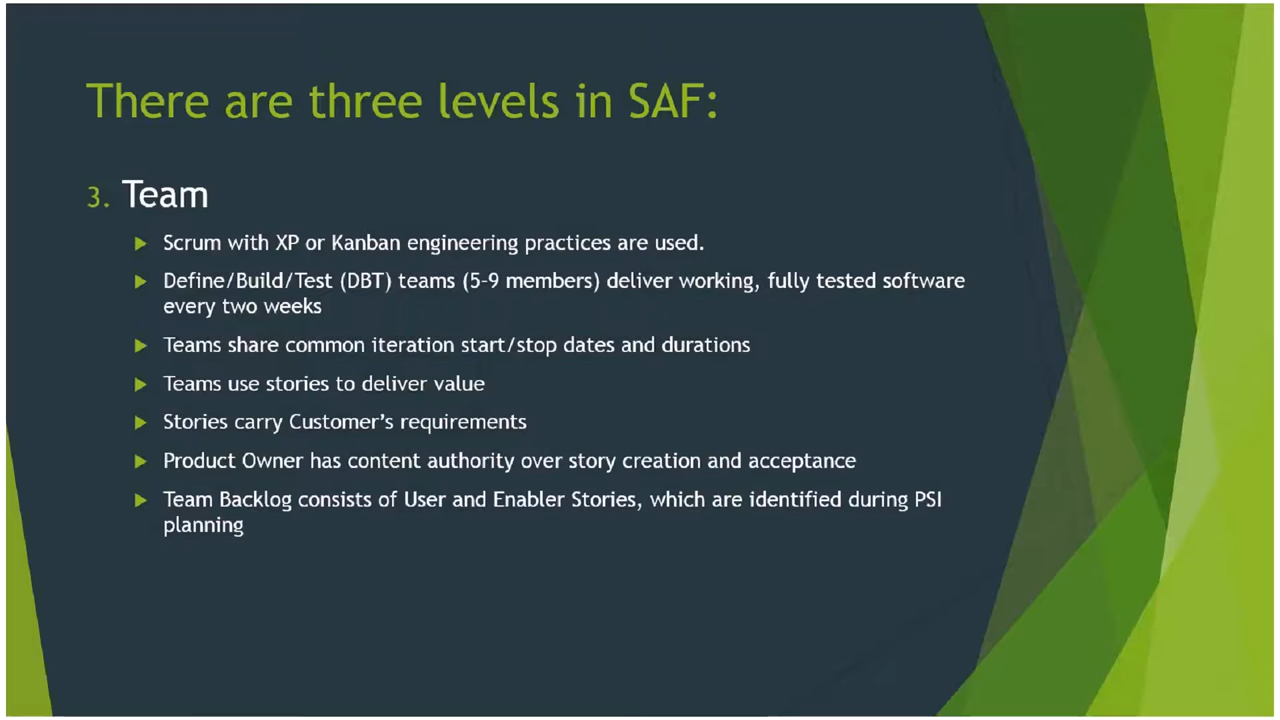 There are three levels in SAF:
3. Team
Scrum with XP or Kanban engineering practices are used.
Define/Build/Test (DBT) teams (5-9 members) deliver working, fully tested software
every two weeks
Teams share common iteration start/stop dates and durations
Teams use stories to deliver value
Stories carry Customer’s requirements
Product Owner has content authority over story creation and acceptance
Team Backlog consists of User and Enabler Stories, which are identified during PSI
planning